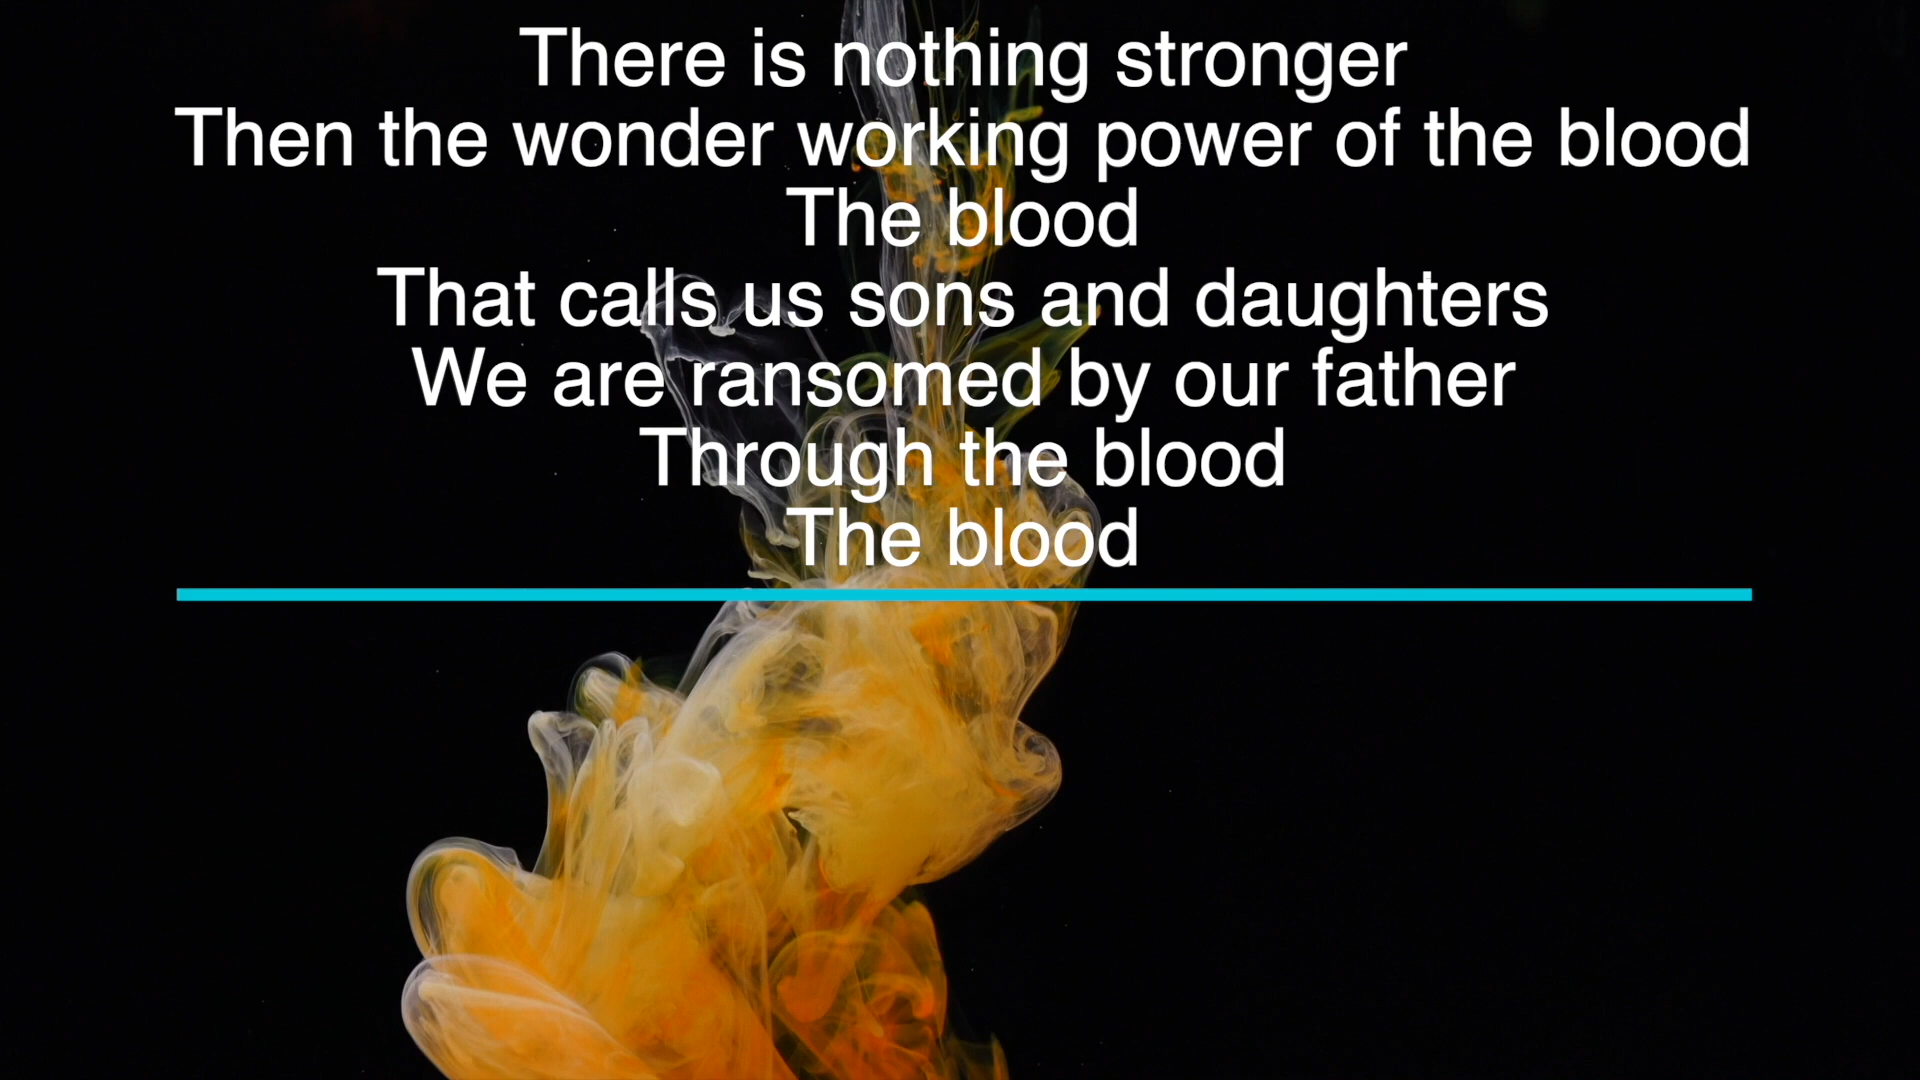 There is nothing stronger
Then the wonder working power of the blood
The blood
That calls us sons and daughters
We are ransomed by our father
Through the blood
The blood